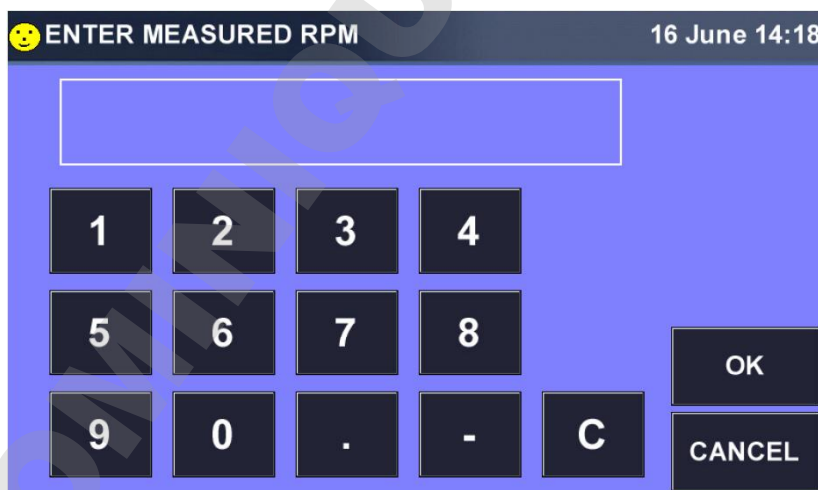 ENTER MEASURED RPM 16 June 14:18
1 2 3 4
5 6 7 8
OK
9 0 . - C
CANCEL